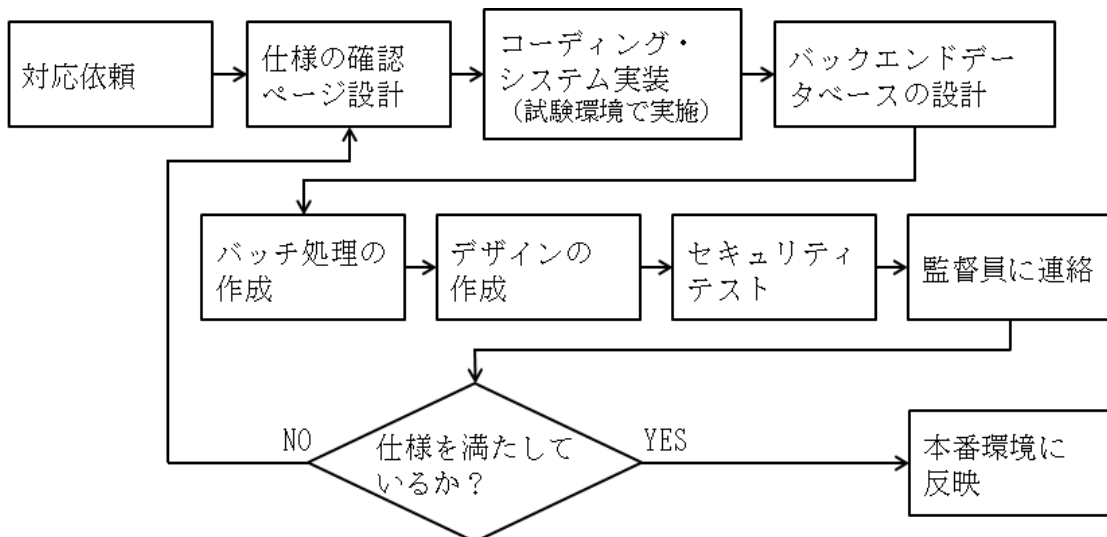 対応依頼
仕様の確認
ページ設計
コーディング・
システム実装
（試験環境で実施）
バックエンドデー
タベースの設計
バッチ処理の
作成
デザインの
作成
セキュリティ
テスト
監督員に連絡
NO
仕様を満たして
いるか？
YES
本番環境に
反映